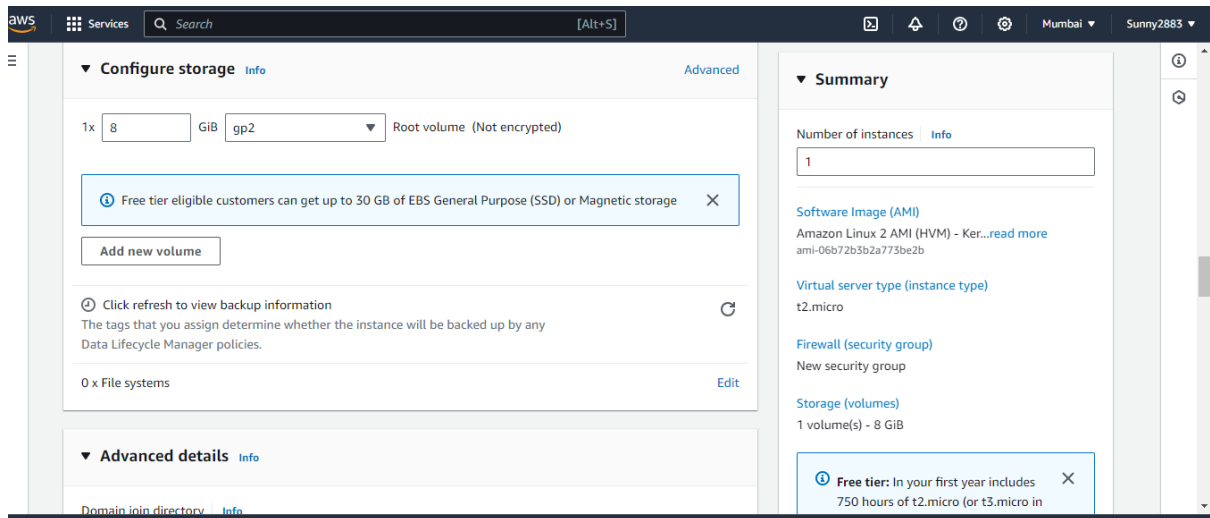 aws
Services
Search
[Alt+S]
Mumbai ▼
Sunny2883 ▼
▼ Configure storage Info
Advanced
1x 8 GiB gp2 ▼ Root volume (Not encrypted)
Free tier eligible customers can get up to 30 GB of EBS General Purpose (SSD) or Magnetic storage
Add new volume
Click refresh to view backup information
The tags that you assign determine whether the instance will be backed up by any
Data Lifecycle Manager policies.
0 x File systems
Edit
▼ Advanced details Info
Domain join directory Info
▼ Summary
Number of instances Info
1
Software Image (AMI)
Amazon Linux 2 AMI (HVM) - Ker...read more
ami-06b72b3b2a773be2b
Virtual server type (instance type)
t2.micro
Firewall (security group)
New security group
Storage (volumes)
1 volume(s) - 8 GiB
Free tier: In your first year includes
750 hours of t2.micro (or t3.micro in